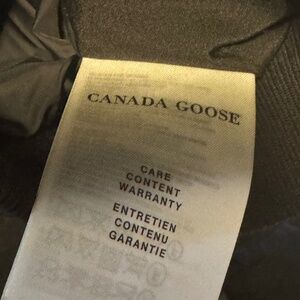 CANADA GOOSE
CARE
CONTENT
WARRANTY
ENTRETIEN
CONTENU
GARANTIE